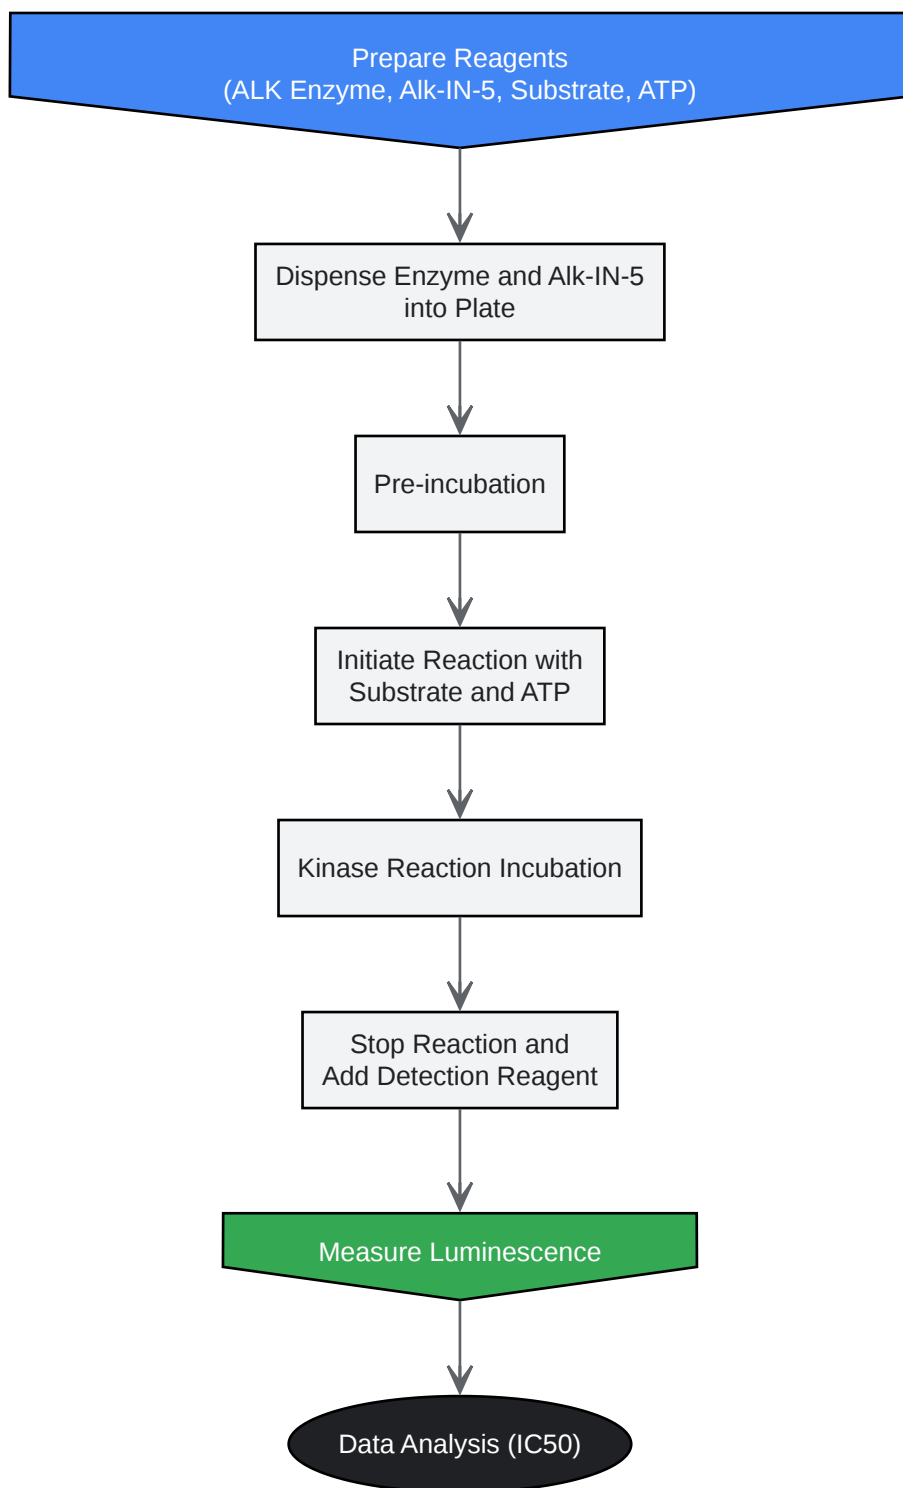 Prepare Reagents
(ALK Enzyme, Alk-IN-5, Substrate, ATP)
Dispense Enzyme and Alk-IN-5
into Plate
Pre-incubation
Initiate Reaction with
Substrate and ATP
Kinase Reaction Incubation
Stop Reaction and
Add Detection Reagent
Measure Luminescence
Data Analysis (IC50)